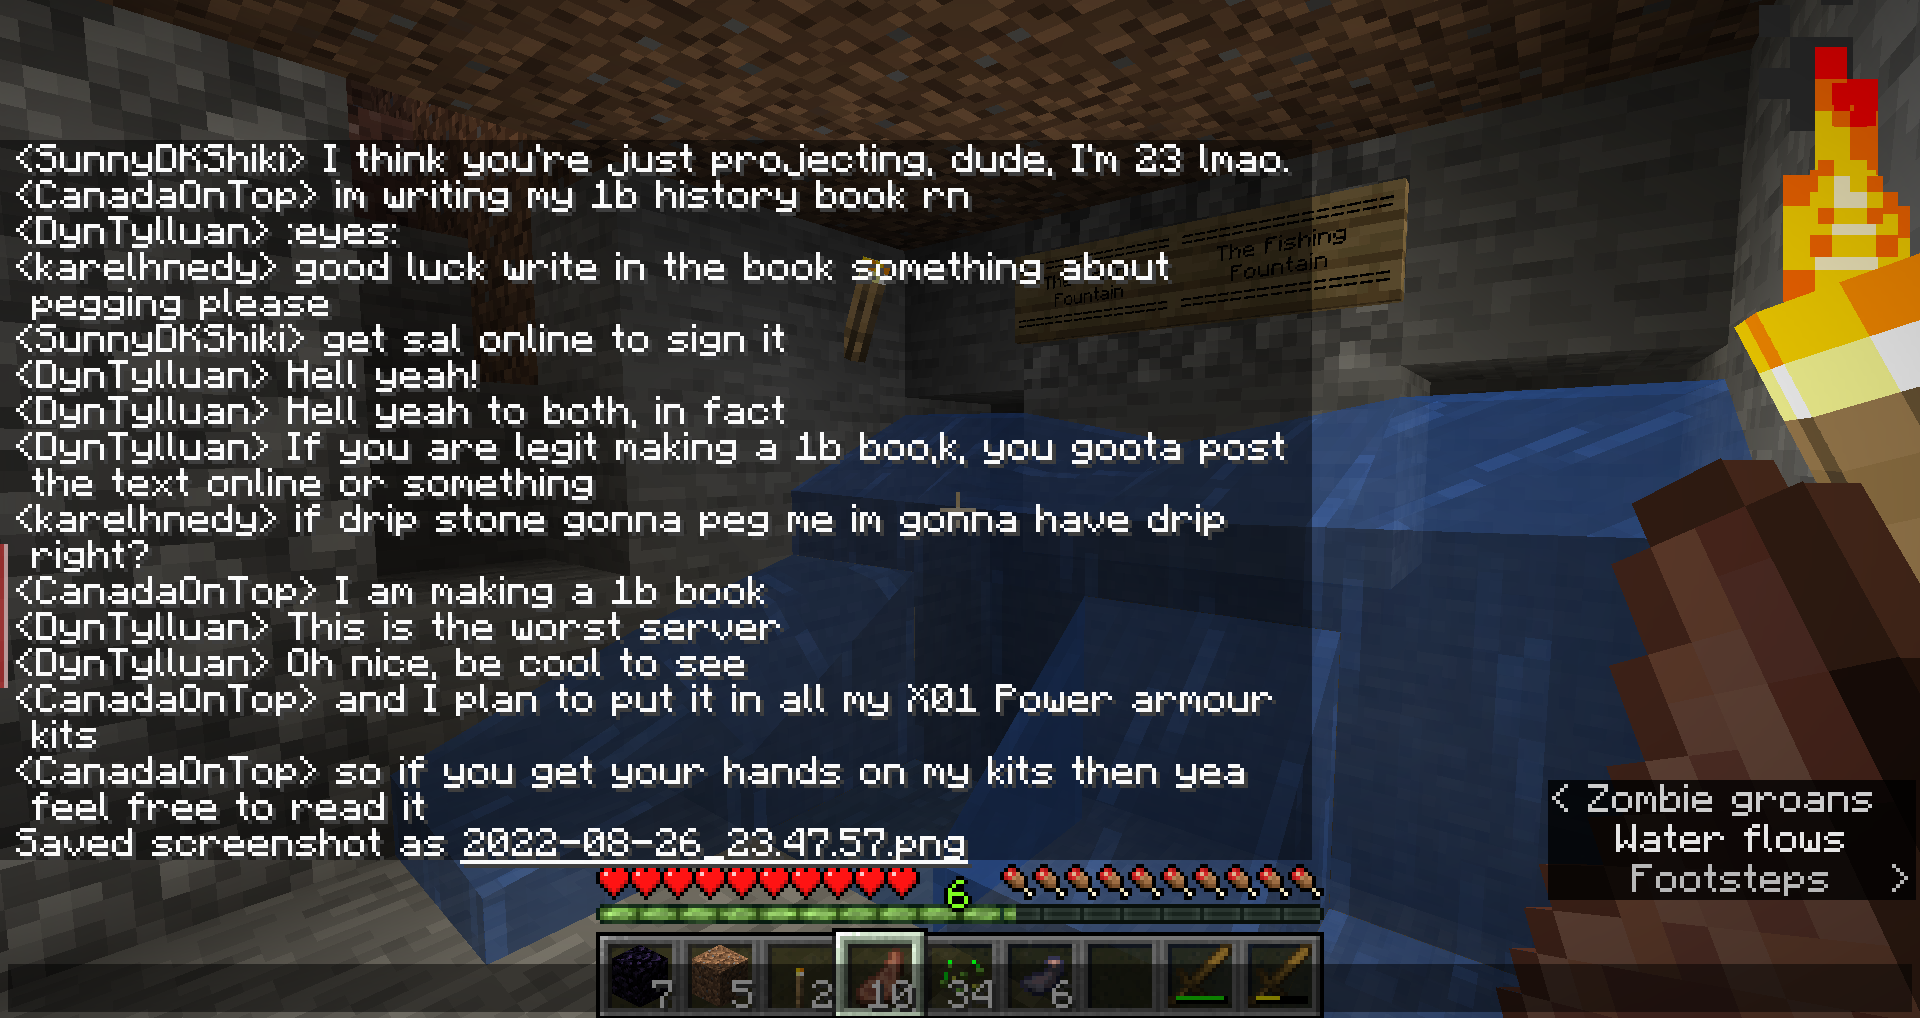 <SunnyDKShiki> I think you're just projecting, dude, I'm 23 lmao.
<CanadaOnTop> im writing my 1b history book rn
<DynTylluan> :eyes:
<karelhnedy> good luck write in the book something about
pegging please
<SunnyDKShiki> get sal online to sign it
<DynTylluan> Hell yeah!
<DynTylluan> Hell yeah to both, in fact
<DynTylluan> If you are legit making a 1b boo,k, you goota post
the text online or something
<karelhnedy> if drip stone gonna peg me im gonna have drip
right?
<CanadaOnTop> I am making a 1b book
<DynTylluan> This is the worst server
<DynTylluan> Oh nice, be cool to see
<CanadaOnTop> and I plan to put it in all my X01 Power armour
kits
<CanadaOnTop> so if you get your hands on my kits then yea
feel free to read it
Saved screenshot as 2022-08-26_23.47.57.png
The
Fountain
The Fishing
Fountain
< Zombie groans
Water flows
Footsteps >
6
7 5 2 10 34 6